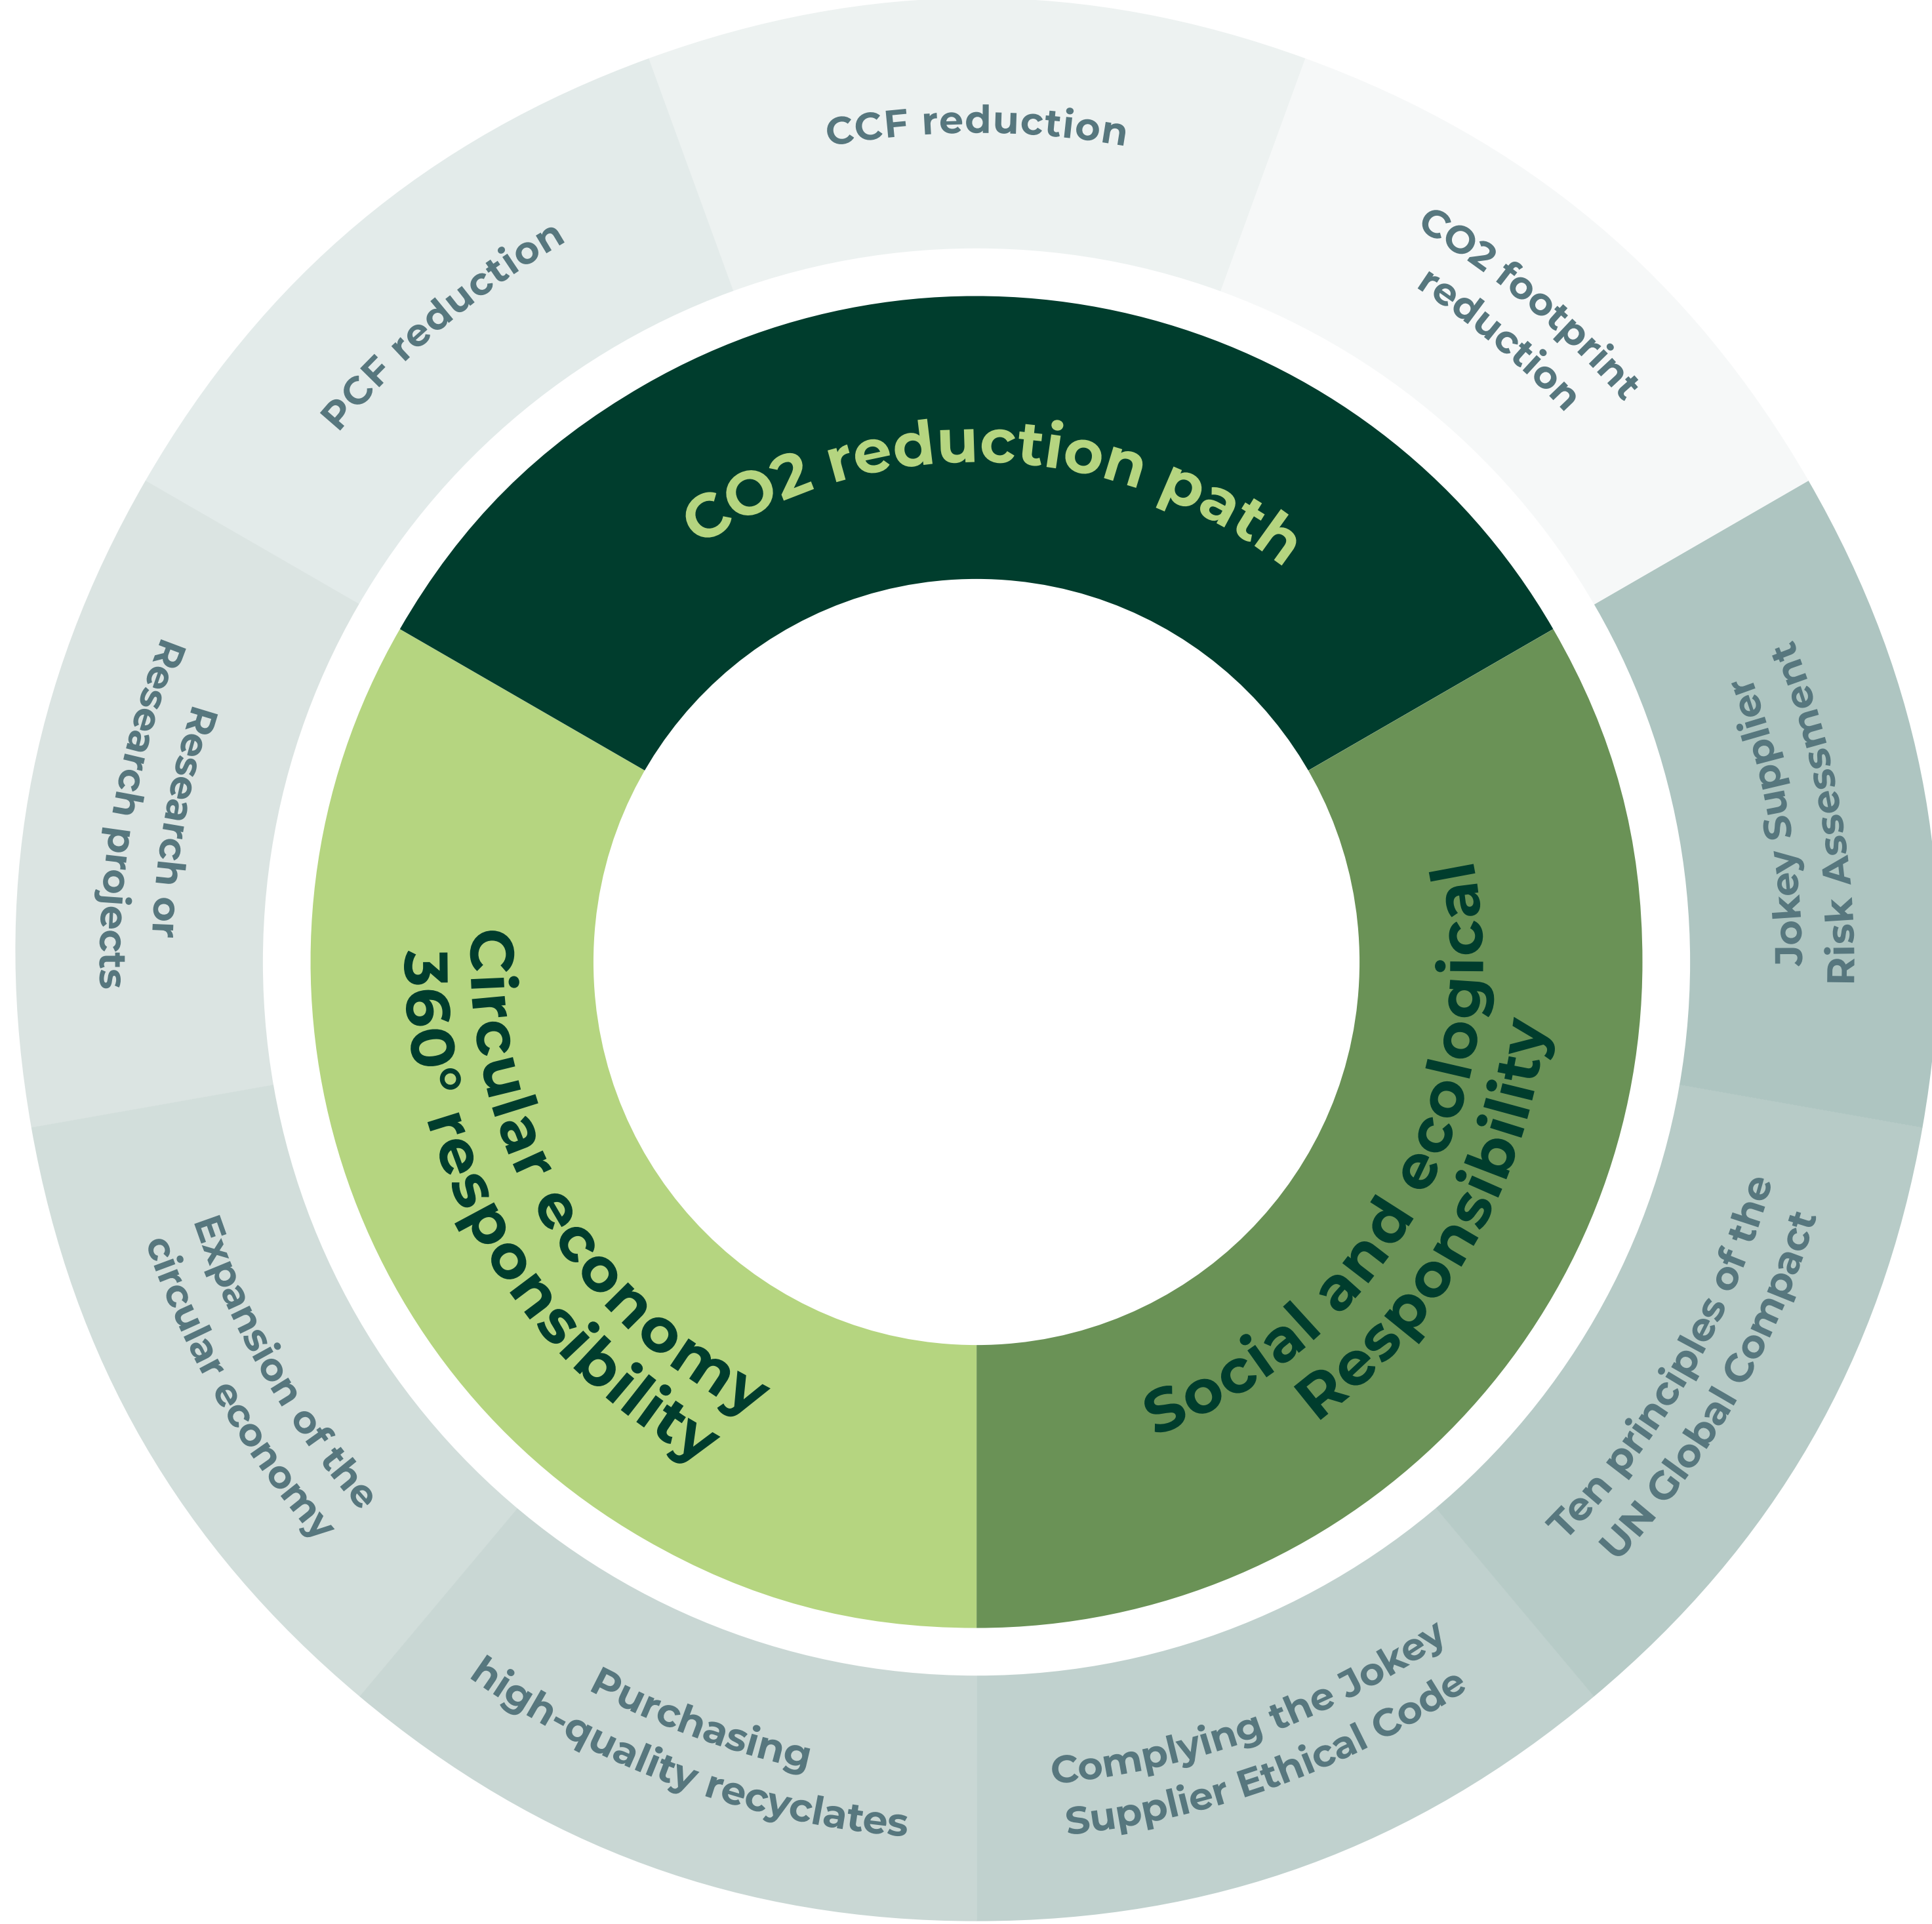 CCF reduction
CO2 footprint
reduction
Jokey Supplier
Risk Assessment
Ten principles of the
UN Global Compact
Complying the Jokey
Supplier Ethical Code
Purchasing
high-quality recyclates
Expansion of the
circular economy
Research or
Research projects
PCF reduction
CO2 reduction path
Social and ecological
Responsibility
Circular economy
360° responsibility